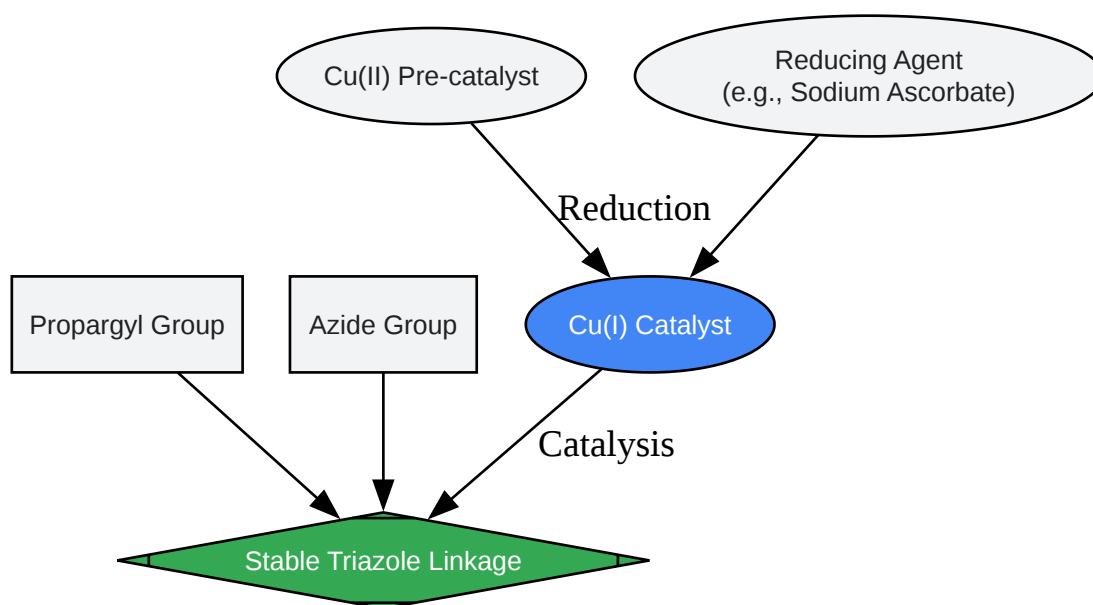 Cu(II) Pre-catalyst
Reducing Agent
(e.g., Sodium Ascorbate)
Reduction
Propargyl Group
Azide Group
Cu(I) Catalyst
Catalysis
Stable Triazole Linkage